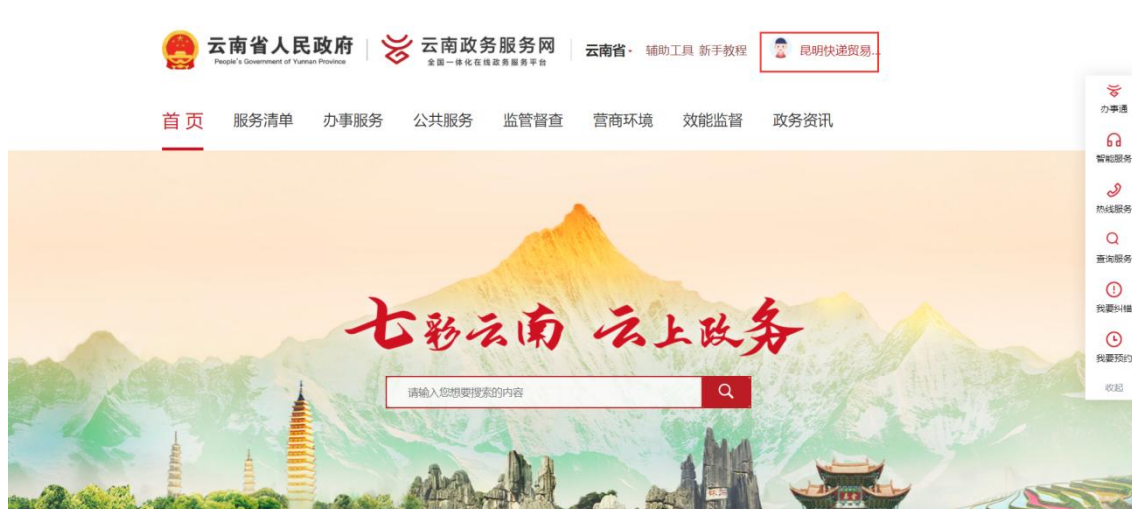 云南省人民政府
People's Government of Yunnan Province
云南政务服务网
全国一体化在线政务服务平台
云南省
辅助工具 新手教程
昆明快递贸易...
首页 服务清单 办事服务 公共服务 监管督查 营商环境 效能监督 政务资讯
七彩云南 云上政务
请输入您想要搜索的内容
办事通
智能服务
热线服务
查询服务
我要纠错
我要预约
收起